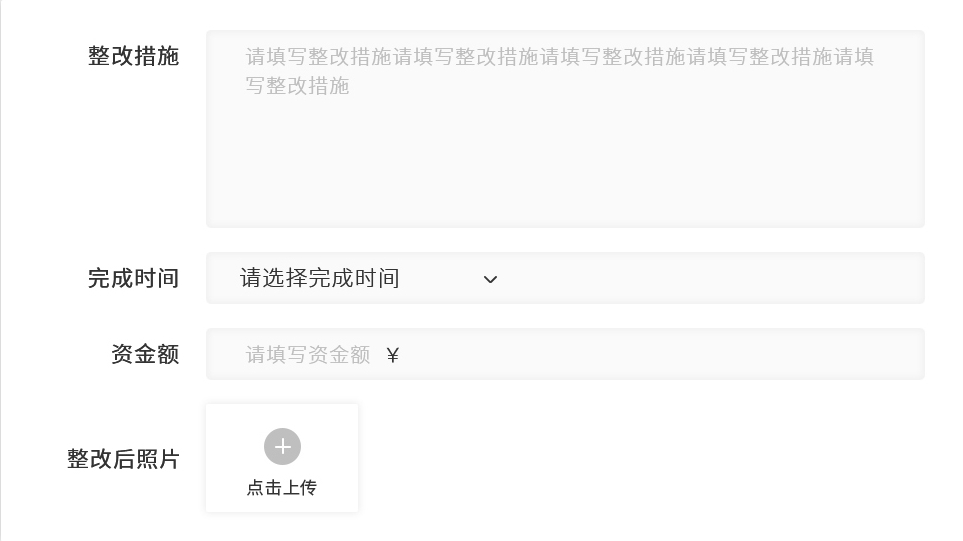 整改措施
请填写整改措施请填写整改措施请填写整改措施请填写整改措施请填
写整改措施
完成时间
请选择完成时间
资金额
请填写资金额 ¥
整改后照片
点击上传